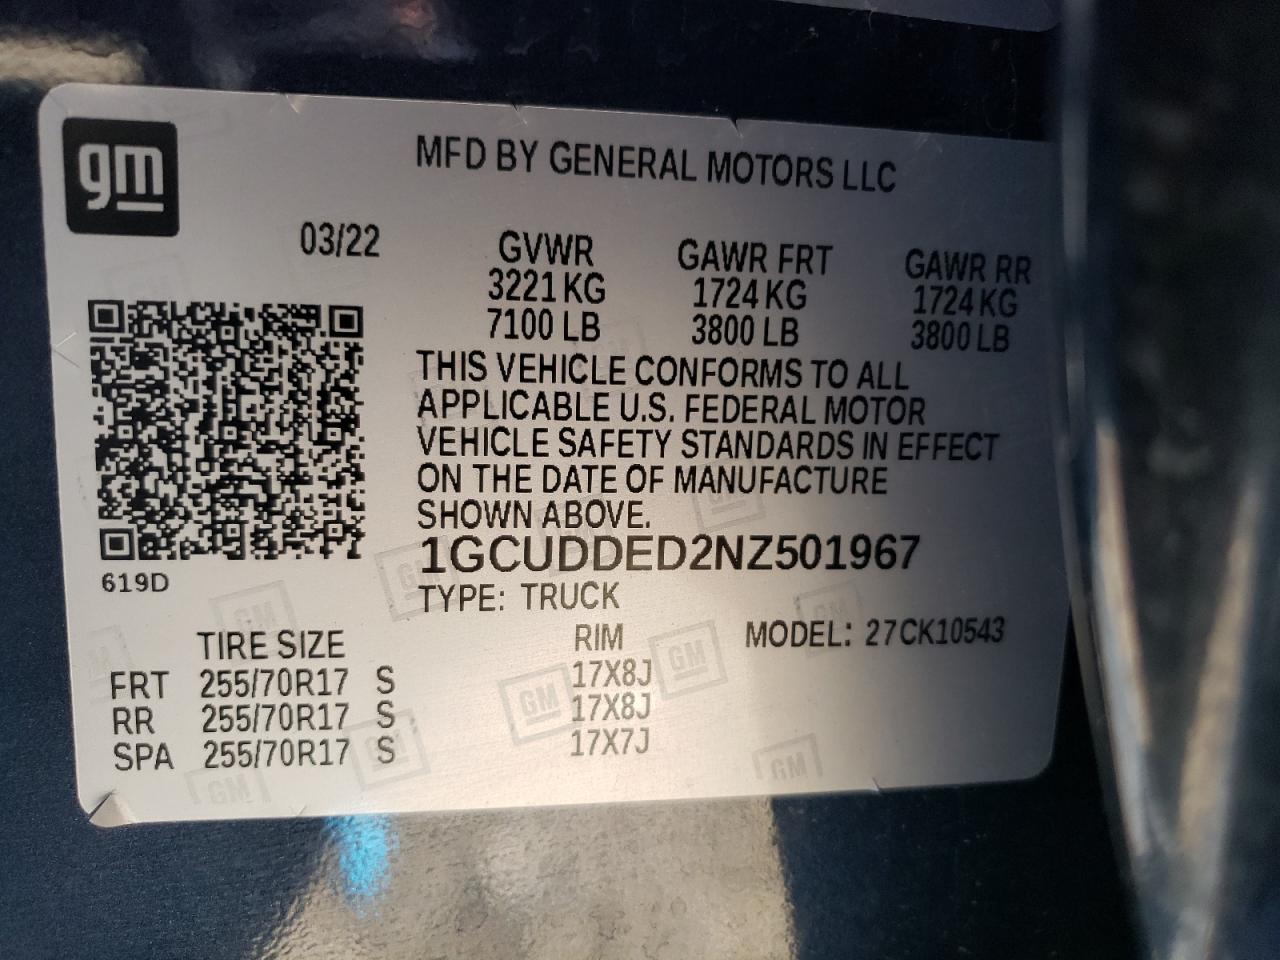 gm
MFD BY GENERAL MOTORS LLC
03/22 GVWR GAWR FRT GAWR RR
3221 KG 1724 KG 1724 KG
7100 LB 3800 LB 3800 LB
THIS VEHICLE CONFORMS TO ALL
APPLICABLE U.S. FEDERAL MOTOR
VEHICLE SAFETY STANDARDS IN EFFECT
ON THE DATE OF MANUFACTURE
SHOWN ABOVE.
1GCUDDED2NZ501967
619D
TYPE: TRUCK
TIRE SIZE RIM MODEL: 27CK10543
FRT 255/70R17 S 17X8J
RR 255/70R17 S 17X8J
SPA 255/70R17 S 17X7J